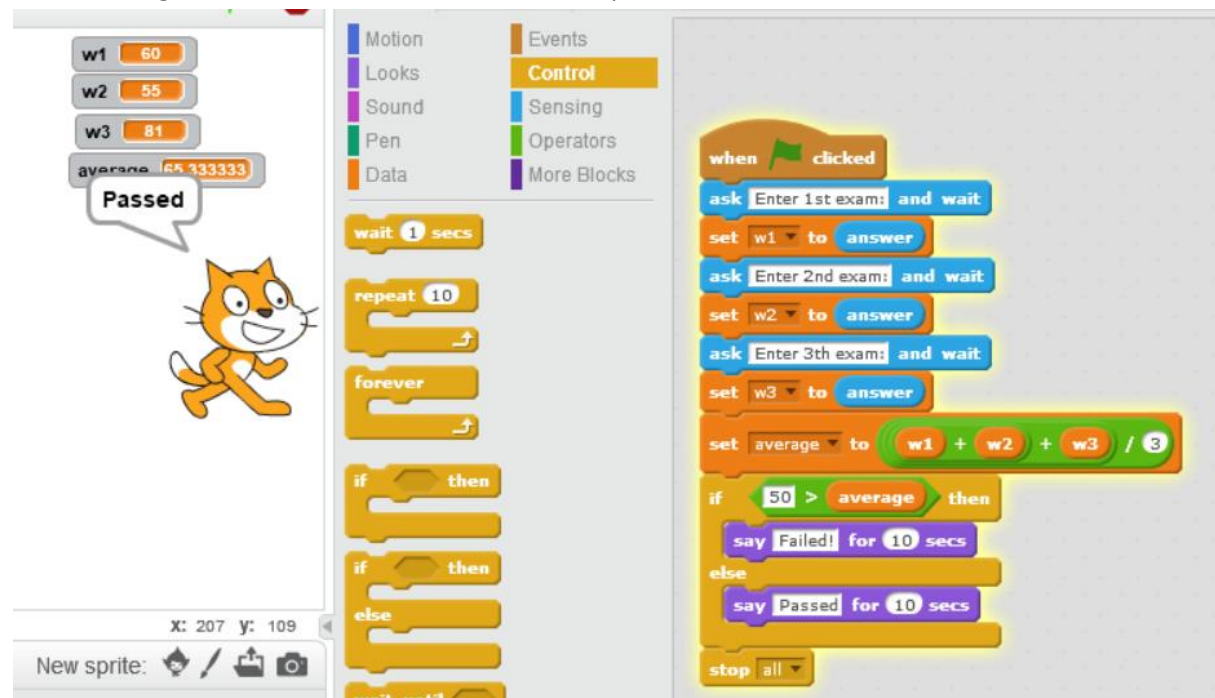 w1 60
w2 55
w3 81
average 65.333333
Passed
x: 207 y: 109
New sprite:
Motion Events
Looks Control
Sound Sensing
Pen Operators
Data More Blocks
wait 1 secs
repeat 10
forever
if then
if then
else
wait until
when clicked
ask Enter 1st exam: and wait
set w1 to answer
ask Enter 2nd exam: and wait
set w2 to answer
ask Enter 3th exam: and wait
set w3 to answer
set average to w1 + w2 + w3 / 3
if 50 > average then
say Failed! for 10 secs
else
say Passed for 10 secs
stop all